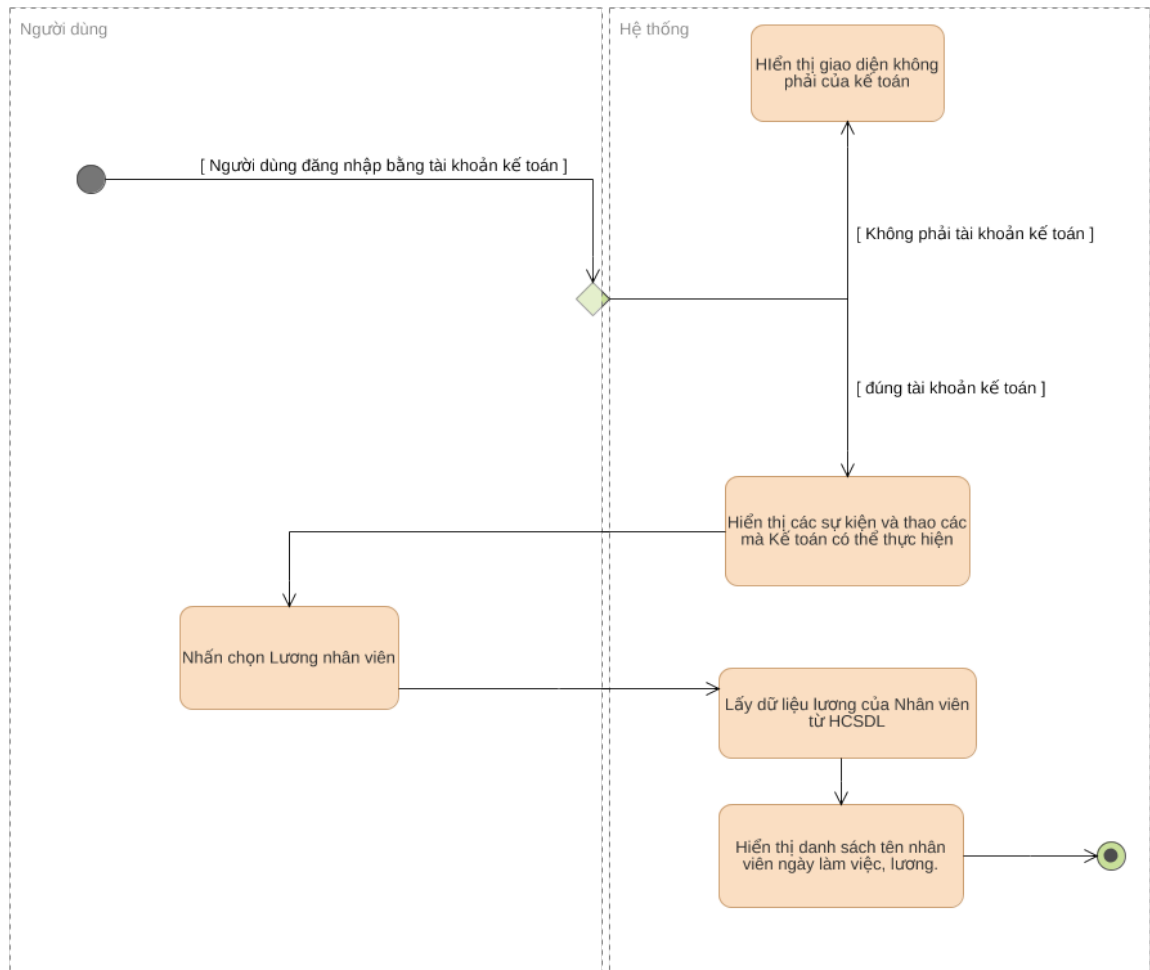 Người dùng
Hệ thống
HIển thị giao diện không
phải của kế toán
[ Người dùng đăng nhập bằng tài khoản kế toán ]
[ Không phải tài khoản kế toán ]
[ đúng tài khoản kế toán ]
Hiển thị các sự kiện và thao các
mà Kế toán có thể thực hiện
Nhấn chọn Lương nhân viên
Lấy dữ liệu lương của Nhân viên
từ HCSDL
Hiển thị danh sách tên nhân
viên ngày làm việc, lương.